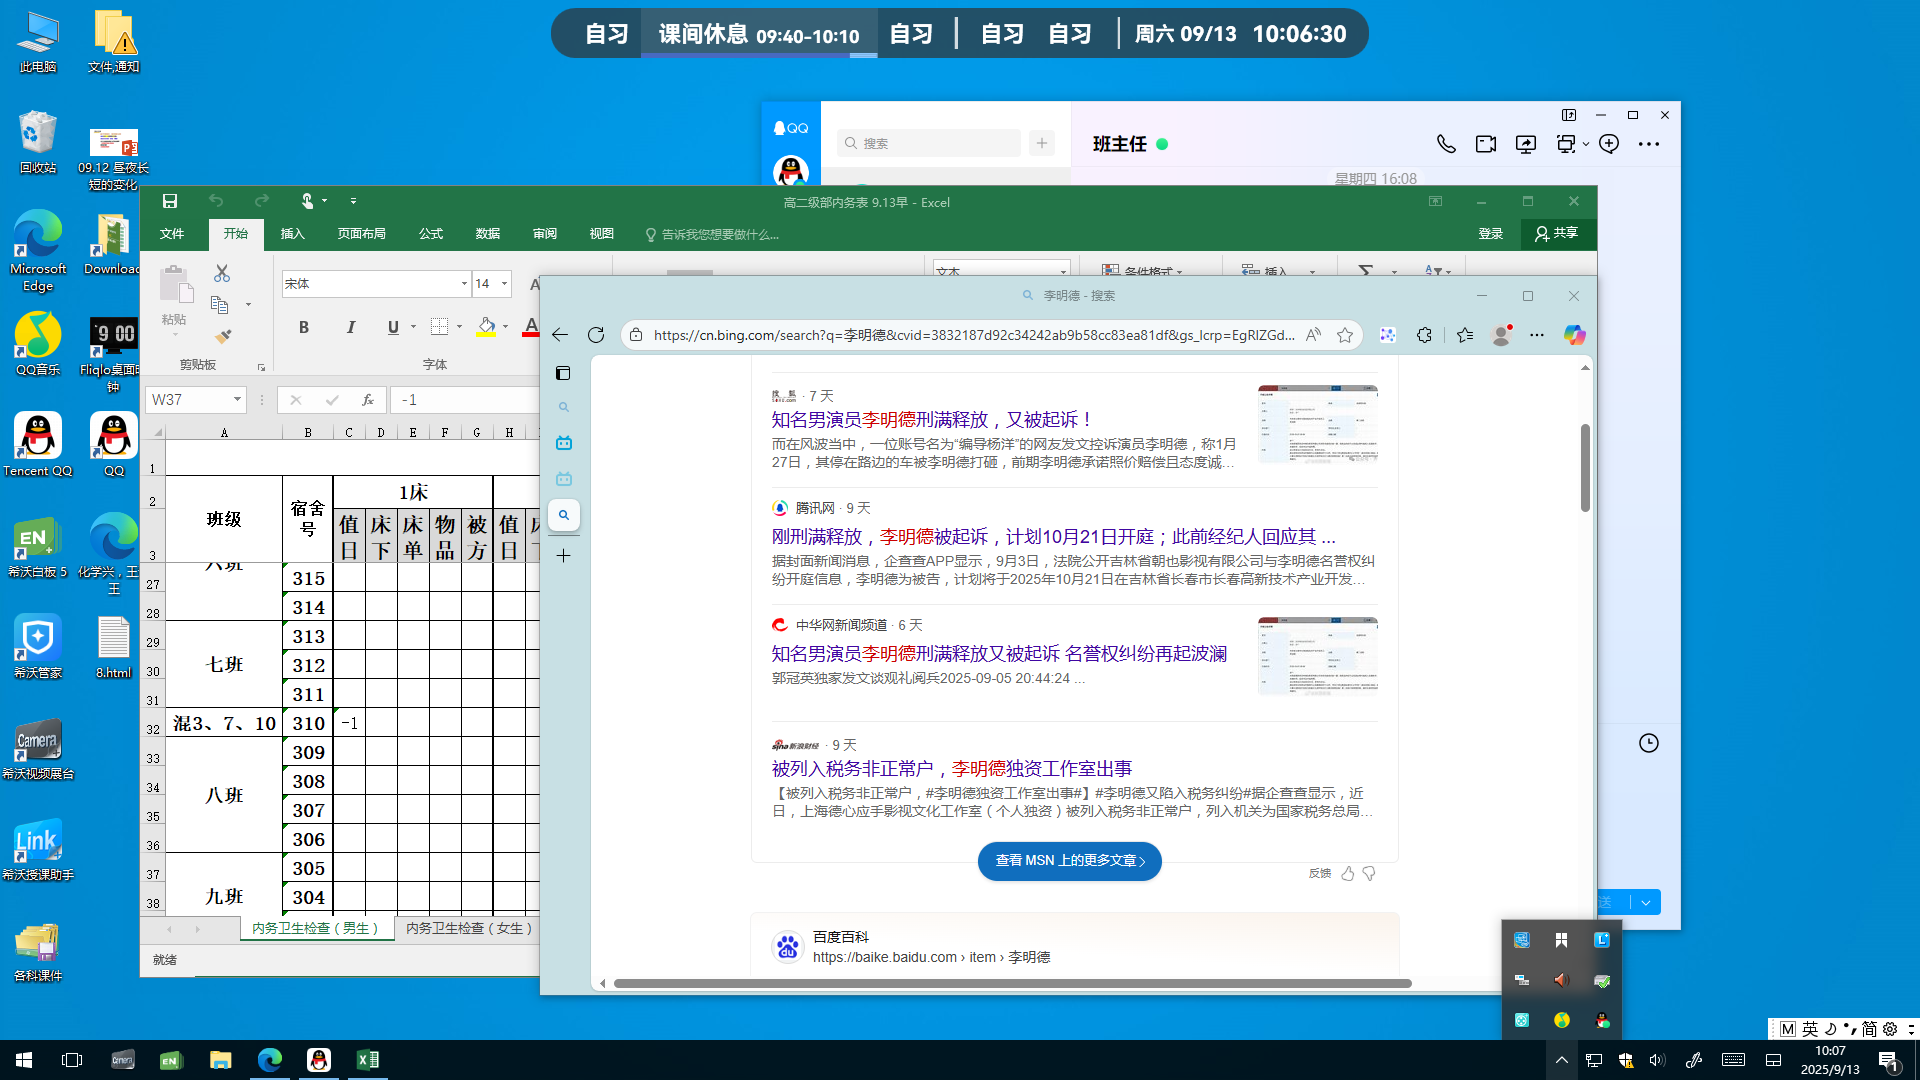 自习 课间休息 09:40-10:10 自习 自习 自习 周六 09/13 10:06:30
此电脑
文件,通知
回收站
09.12 昼夜长
短的变化
Microsoft
Edge
Download
QQ音乐
Fliqlo桌面时
钟
Tencent QQ
QQ
希沃白板 5
化学兴，王
王
希沃管家
8.html
希沃视频展台
Link
希沃授课助手
各科课件
QQ
搜索
班主任
星期四 16:08
高二级部内务表 9.13早 - Excel
文件 开始 插入 页面布局 公式 数据 审阅 视图 告诉我您想要做什么... 登录 共享
粘贴
剪贴板
宋体 14
B I U
字体
文本
条件格式
插入
W37
fx
-1
A B C D E F G H
1
2
3
27
28
29
30
31
32
33
34
35
36
37
38
班级
宿舍
号
1床
值日 床下 床单 物品 被方 值日
六班
315
314
313
七班
312
311
混3、7、10 310 -1
309
308
八班
307
306
305
九班
304
内务卫生检查（男生） 内务卫生检查（女生）
就绪
李明德 - 搜索
https://cn.bing.com/search?q=李明德&cvid=3832187d92c34242ab9b58cc83ea81df&gs_lcrp=EgRlZGd...
· 7 天
知名男演员李明德刑满释放，又被起诉！
而在风波当中，一位账号名为“编导杨洋”的网友发文控诉演员李明德，称1月
27日，其停在路边的车被李明德打砸，前期李明德承诺照价赔偿且态度诚...
腾讯网 · 9 天
刚刑满释放，李明德被起诉，计划10月21日开庭；此前经纪人回应其 ...
据封面新闻消息，企查查APP显示，9月3日，法院公开吉林省朝也影视有限公司与李明德名誉权纠
纷开庭信息，李明德为被告，计划将于2025年10月21日在吉林省长春市长春高新技术产业开发...
中华网新闻频道 · 6 天
知名男演员李明德刑满释放又被起诉 名誉权纠纷再起波澜
郭冠英独家发文谈观礼阅兵2025-09-05 20:44:24 ...
sina 新浪财经 · 9 天
被列入税务非正常户，李明德独资工作室出事
【被列入税务非正常户，#李明德独资工作室出事#】#李明德又陷入税务纠纷#据企查查显示，近
日，上海德心应手影视文化工作室（个人独资）被列入税务非正常户，列入机关为国家税务总局...
查看 MSN 上的更多文章
反馈
百度百科
https://baike.baidu.com › item › 李明德
送
M 英 简
10:07
2025/9/13
1